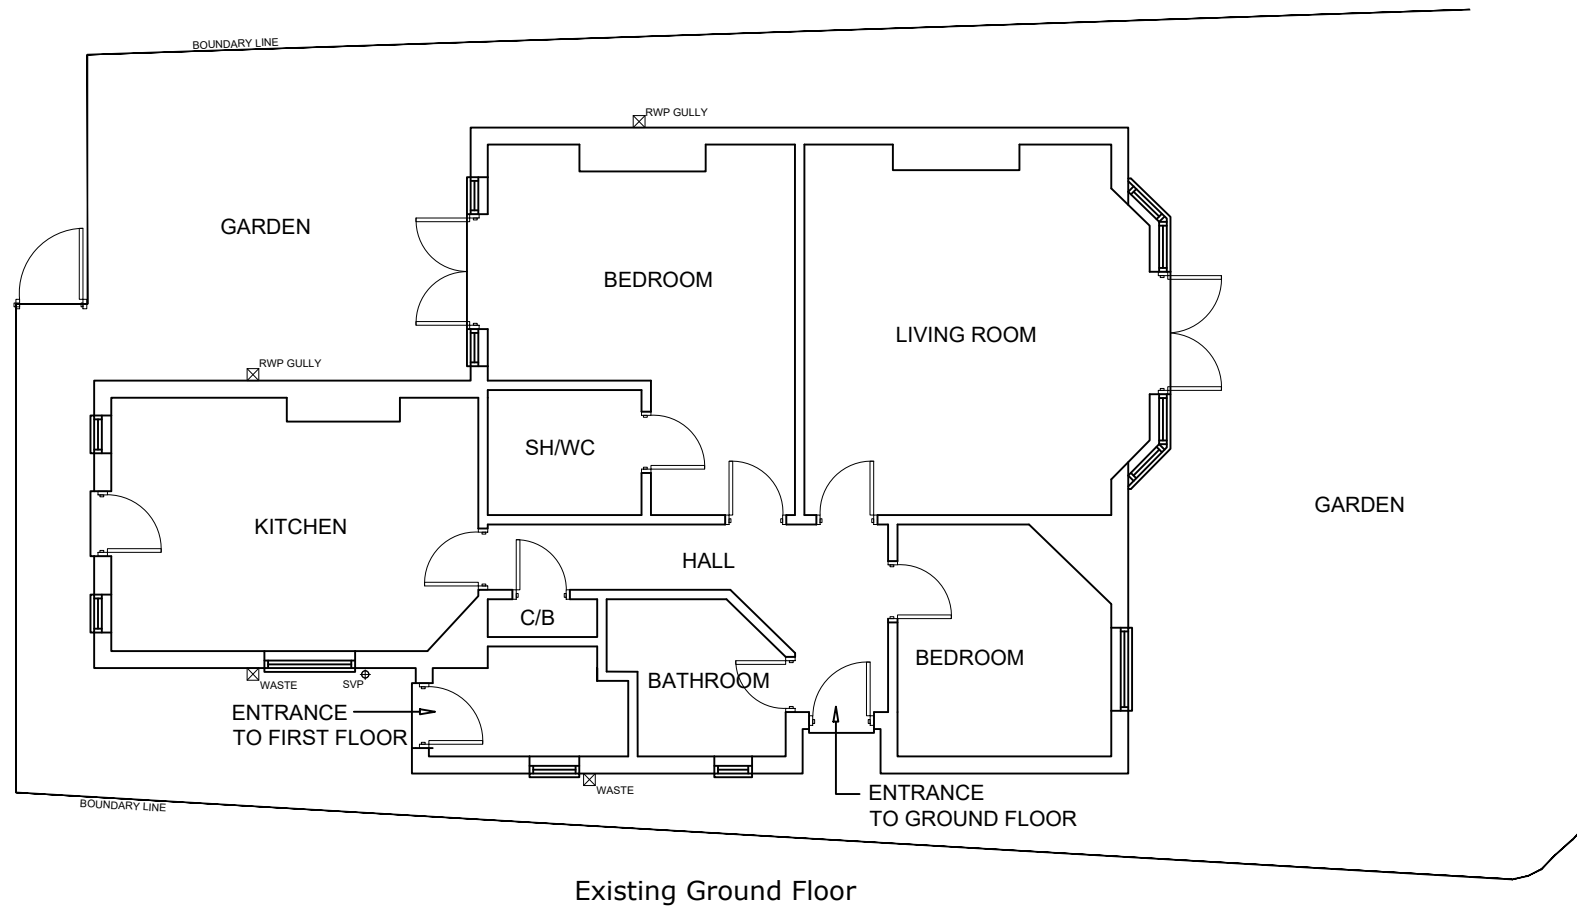 BOUNDARY LINE
RWP GULLY
GARDEN
BEDROOM
LIVING ROOM
RWP GULLY
SH/WC
GARDEN
KITCHEN
HALL
C/B
BEDROOM
BATHROOM
WASTE
SVP
ENTRANCE
TO FIRST FLOOR
WASTE
ENTRANCE
TO GROUND FLOOR
BOUNDARY LINE
Existing Ground Floor